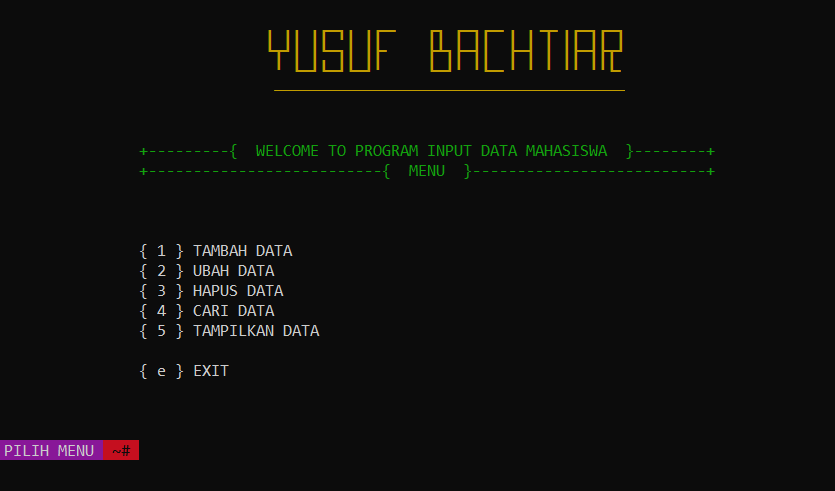 YUSUF BACHTIAR
+---------{  WELCOME TO PROGRAM INPUT DATA MAHASISWA  }--------+
+--------------------------{  MENU  }--------------------------+
{ 1 } TAMBAH DATA
{ 2 } UBAH DATA
{ 3 } HAPUS DATA
{ 4 } CARI DATA
{ 5 } TAMPILKAN DATA
{ e } EXIT
PILIH MENU ~#